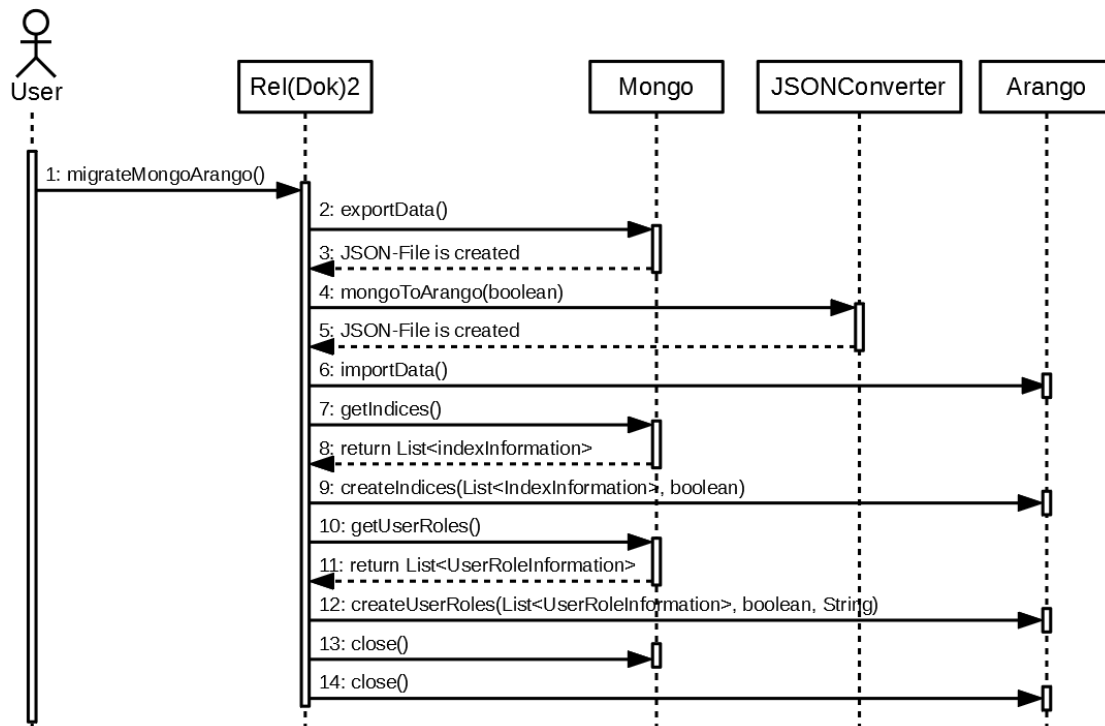 User
Rel(Dok)2
Mongo
JSONConverter
Arango
1: migrateMongoArango()
2: exportData()
3: JSON-File is created
4: mongoToArango(boolean)
5: JSON-File is created
6: importData()
7: getIndices()
8: return List<indexInformation>
9: createIndices(List<IndexInformation>, boolean)
10: getUserRoles()
11: return List<UserRoleInformation>
12: createUserRoles(List<UserRoleInformation>, boolean, String)
13: close()
14: close()